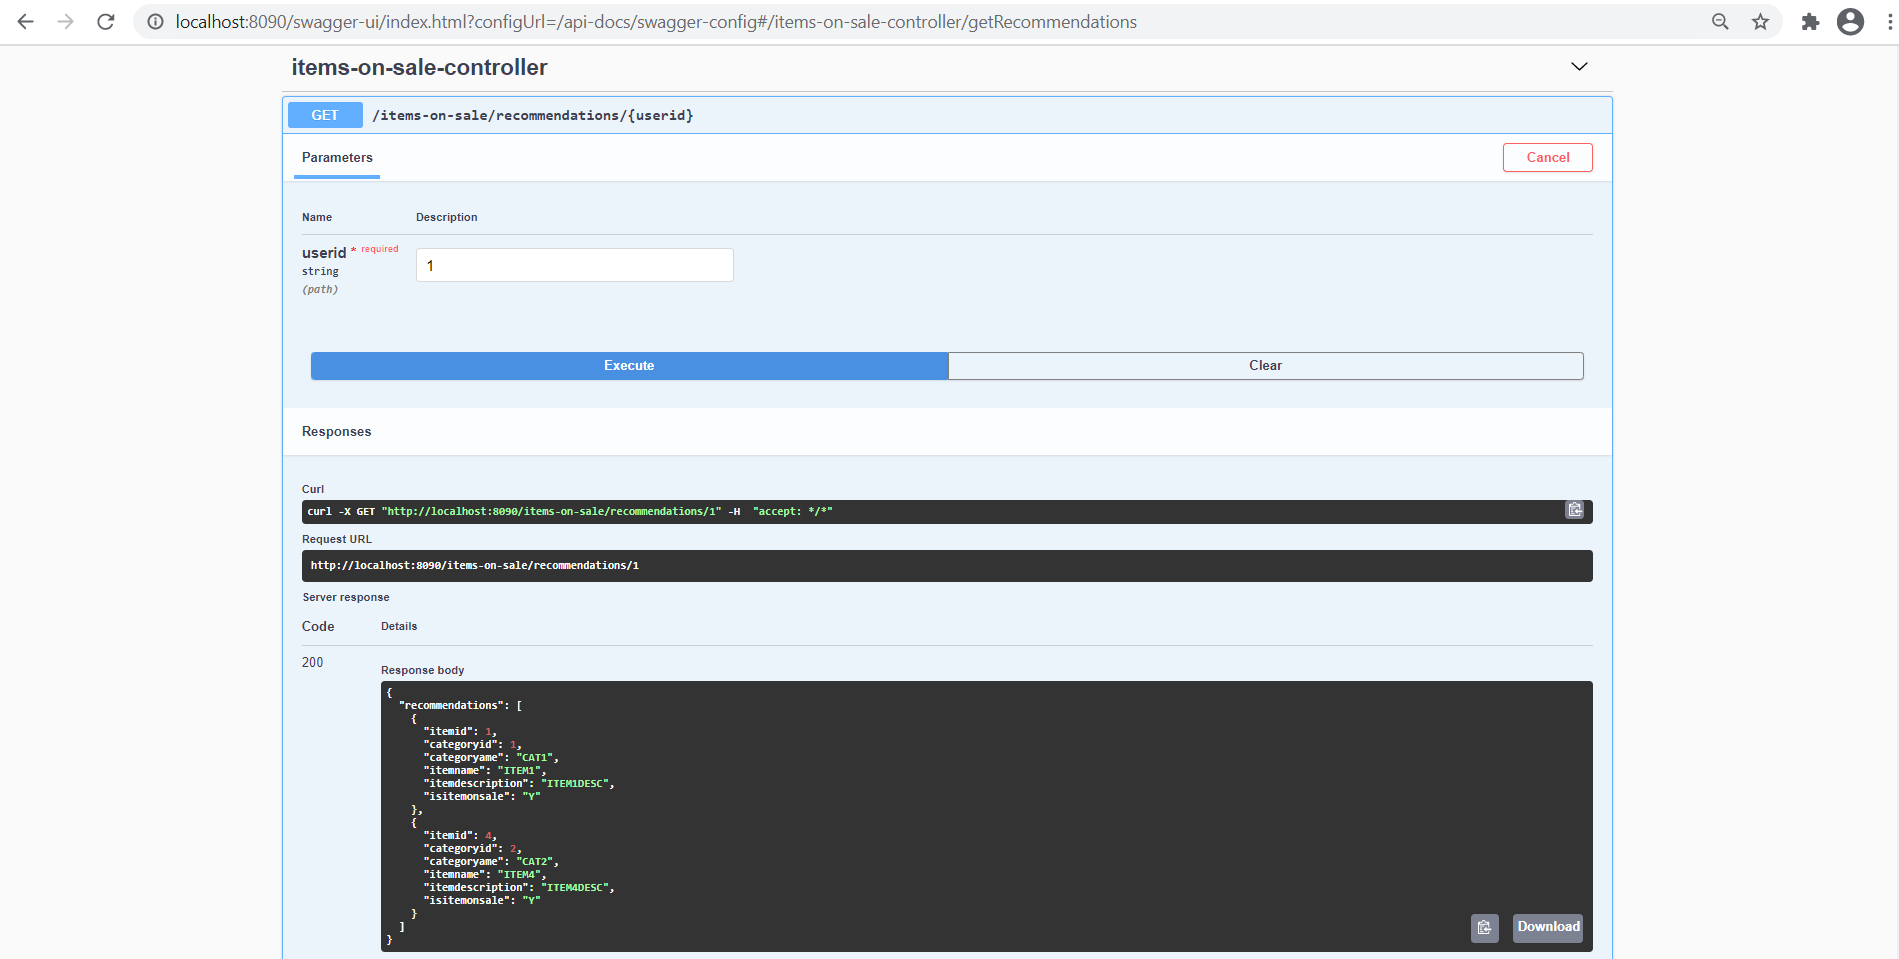 localhost:8090/swagger-ui/index.html?configUrl=/api-docs/swagger-config#/items-on-sale-controller/getRecommendations
items-on-sale-controller
GET /items-on-sale/recommendations/{userid}
Parameters Cancel
Name Description
userid * required
string
(path)
1
Execute Clear
Responses
Curl
curl -X GET "http://localhost:8090/items-on-sale/recommendations/1" -H  "accept: */*"
Request URL
http://localhost:8090/items-on-sale/recommendations/1
Server response
Code Details
200
Response body
{
  "recommendations": [
    {
      "itemid": 1,
      "categoryid": 1,
      "categoryame": "CAT1",
      "itemname": "ITEM1",
      "itemdescription": "ITEM1DESC",
      "isitemonsale": "Y"
    },
    {
      "itemid": 4,
      "categoryid": 2,
      "categoryame": "CAT2",
      "itemname": "ITEM4",
      "itemdescription": "ITEM4DESC",
      "isitemonsale": "Y"
    }
  ]
}
Download